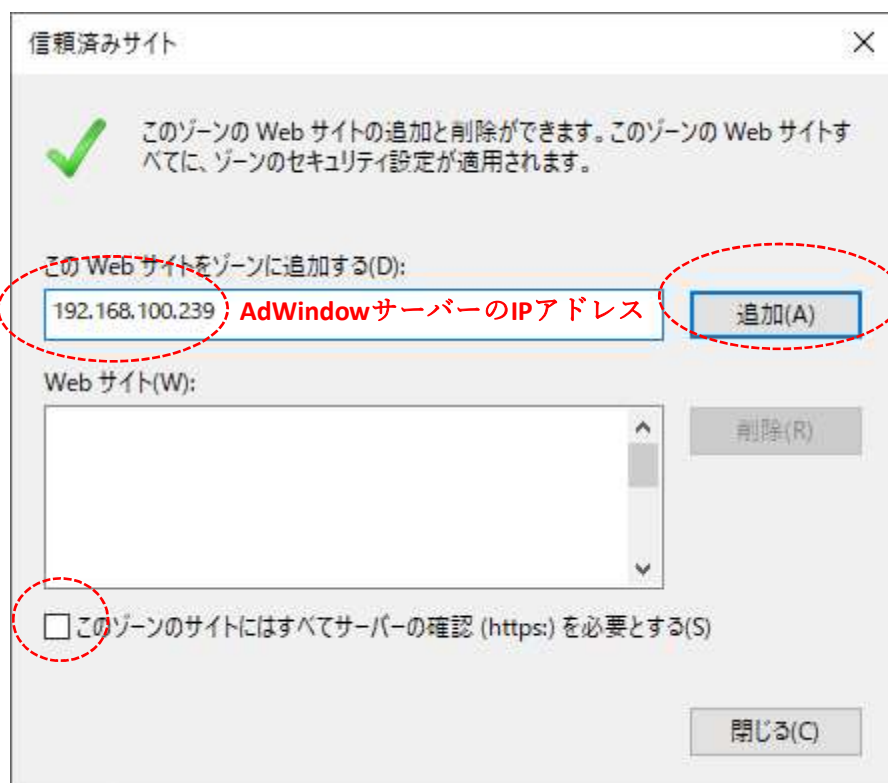 信頼済みサイト
このゾーンの Web サイトの追加と削除ができます。このゾーンの Web サイトす
べてに、ゾーンのセキュリティ設定が適用されます。
この Web サイトをゾーンに追加する(D):
192.168.100.239 AdWindowサーバーのIPアドレス
追加(A)
Web サイト(W):
削除(R)
このゾーンのサイトにはすべてサーバーの確認 (https:) を必要とする(S)
閉じる(C)